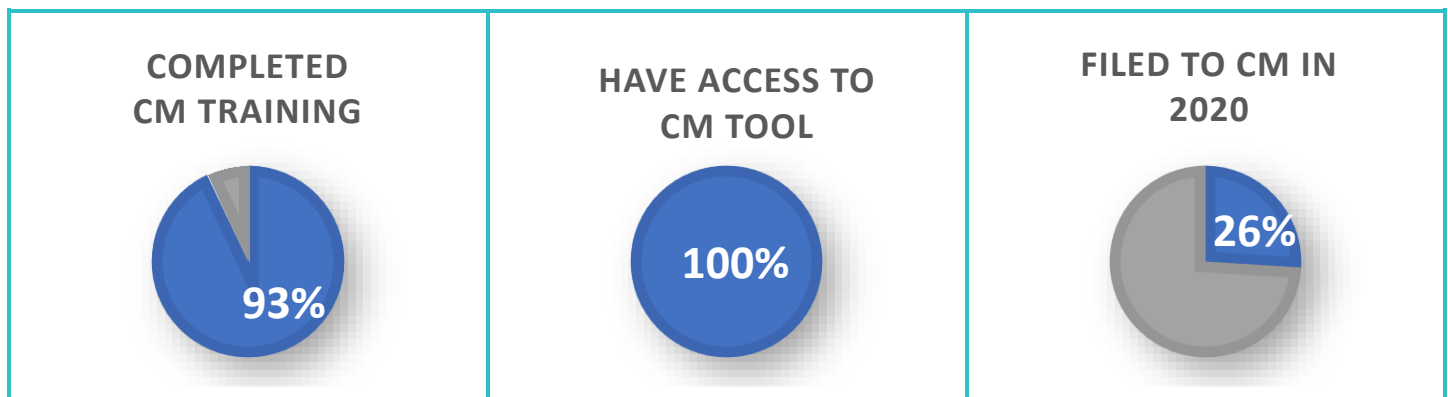 COMPLETED
CM TRAINING
93%
HAVE ACCESS TO
CM TOOL
100%
FILED TO CM IN
2020
26%